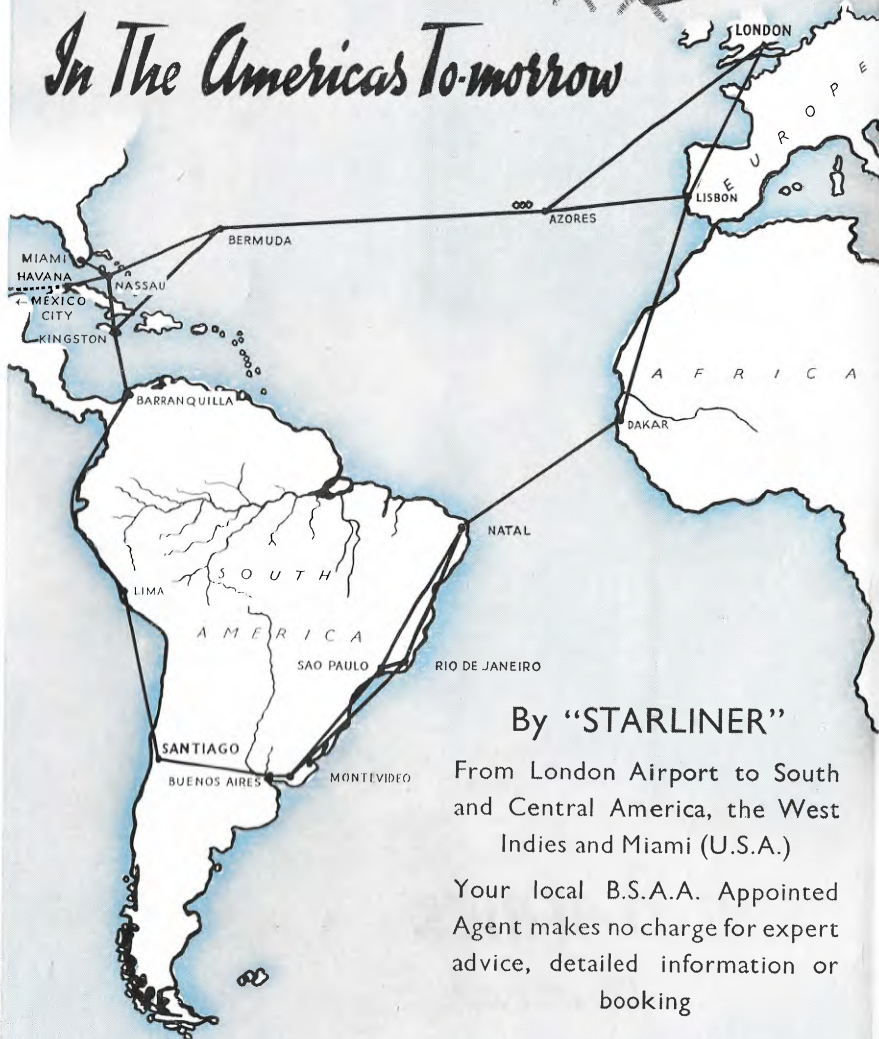 In The Americas To-morrow
LONDON
EUROPE
LISBON
AZORES
BERMUDA
MIAMI
HAVANA
NASSAU
← MEXICO
CITY
KINGSTON
AFRICA
BARRANQUILLA
DAKAR
NATAL
SOUTH
LIMA
AMERICA
SAO PAULO
RIO DE JANEIRO
SANTIAGO
BUENOS AIRES
MONTEVIDEO
By “STARLINER”
From London Airport to South
and Central America, the West
Indies and Miami (U.S.A.)
Your local B.S.A.A. Appointed
Agent makes no charge for expert
advice, detailed information or
booking